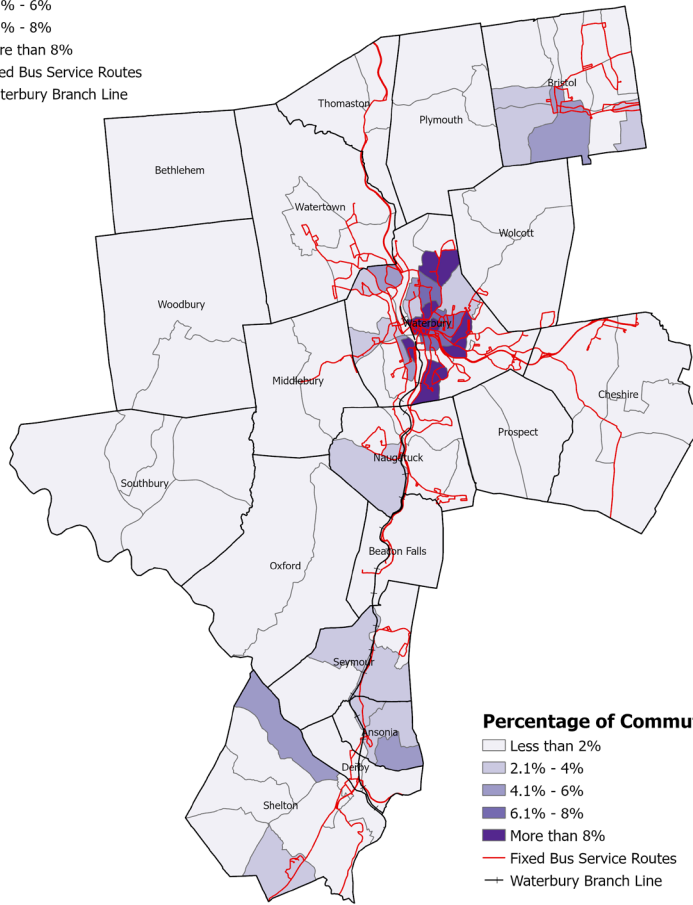 % - 6%
% - 8%
re than 8%
ed Bus Service Routes
terbury Branch Line
Bristol
Thomaston
Plymouth
Bethlehem
Watertown
Wolcott
Woodbury
Waterbury
Middlebury
Cheshire
Prospect
Naugatuck
Southbury
Beacon Falls
Oxford
Seymour
Ansonia
Derby
Shelton
Percentage of Commu
Less than 2%
2.1% - 4%
4.1% - 6%
6.1% - 8%
More than 8%
Fixed Bus Service Routes
Waterbury Branch Line